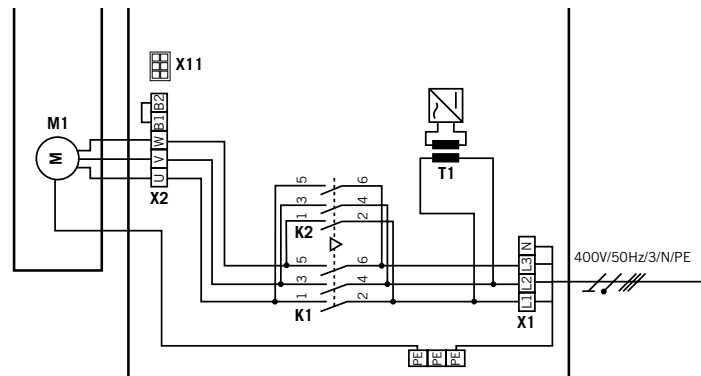 X11
M1
M
B2
B1
W
V
U
X2
T1
5
3
1
6
4
2
K2
5
3
1
6
4
2
K1
N
L3
L2
L1
X1
400V/50Hz/3/N/PE
PE
PE
PE